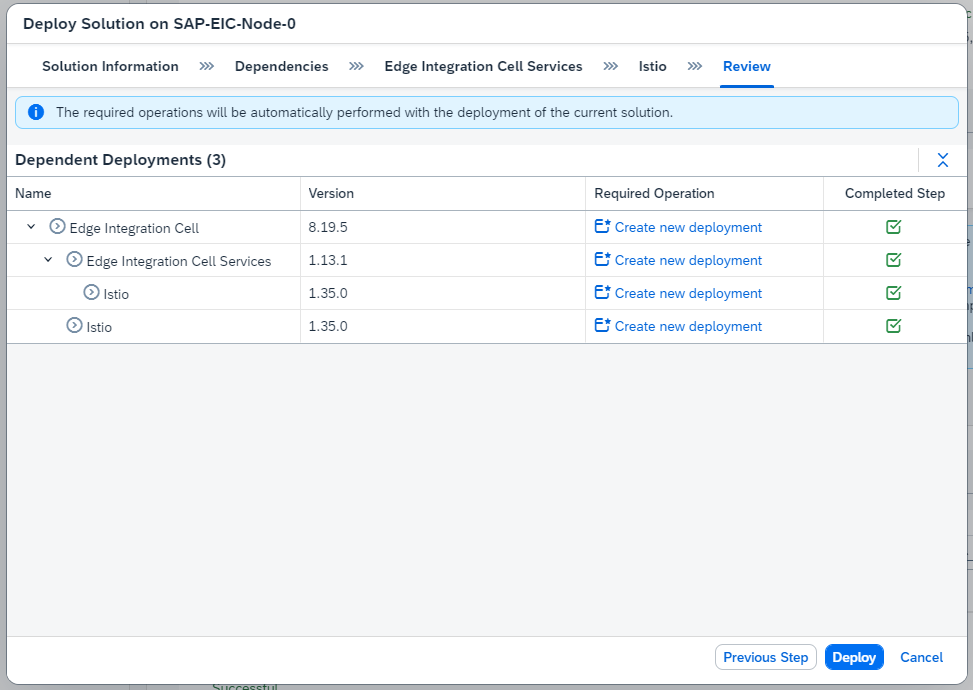 Deploy Solution on SAP-EIC-Node-0
Solution Information Dependencies Edge Integration Cell Services Istio Review
The required operations will be automatically performed with the deployment of the current solution.
Dependent Deployments (3)
Name Version Required Operation Completed Step
Edge Integration Cell 8.19.5 Create new deployment
Edge Integration Cell Services 1.13.1 Create new deployment
Istio 1.35.0 Create new deployment
Istio 1.35.0 Create new deployment
Previous Step Deploy Cancel
Successful